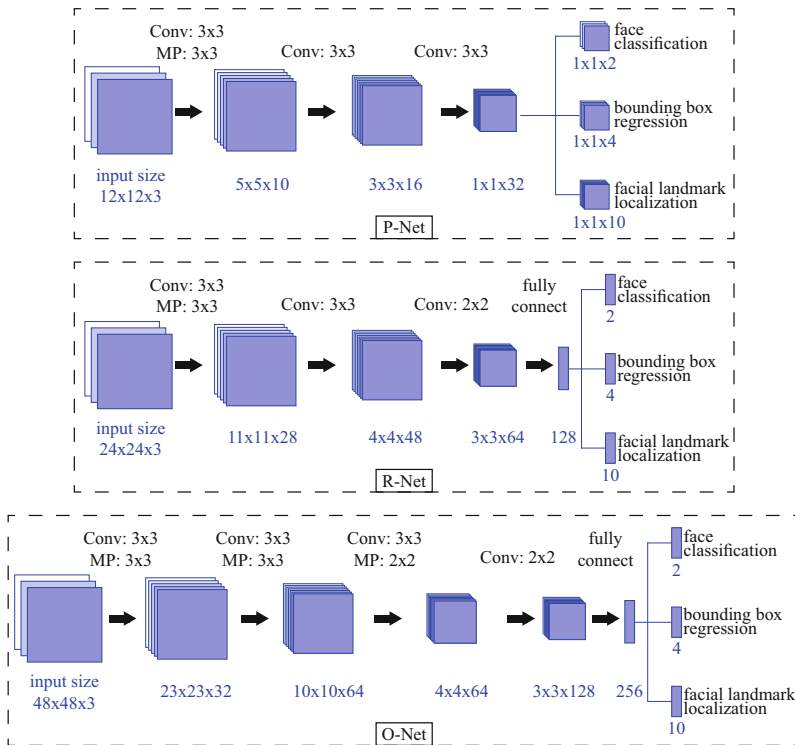 Conv: 3x3
MP: 3x3
Conv: 3x3
Conv: 3x3
face
classification
1x1x2
bounding box
regression
1x1x4
facial landmark
localization
1x1x10
input size
12x12x3
5x5x10
3x3x16
1x1x32
P-Net
Conv: 3x3
MP: 3x3
Conv: 3x3
Conv: 2x2
fully
connect
face
classification
2
bounding box
regression
4
facial landmark
localization
10
input size
24x24x3
11x11x28
4x4x48
3x3x64
128
R-Net
Conv: 3x3
MP: 3x3
Conv: 3x3
MP: 3x3
Conv: 3x3
MP: 2x2
Conv: 2x2
fully
connect
face
classification
2
bounding box
regression
4
facial landmark
localization
10
input size
48x48x3
23x23x32
10x10x64
4x4x64
3x3x128
256
O-Net